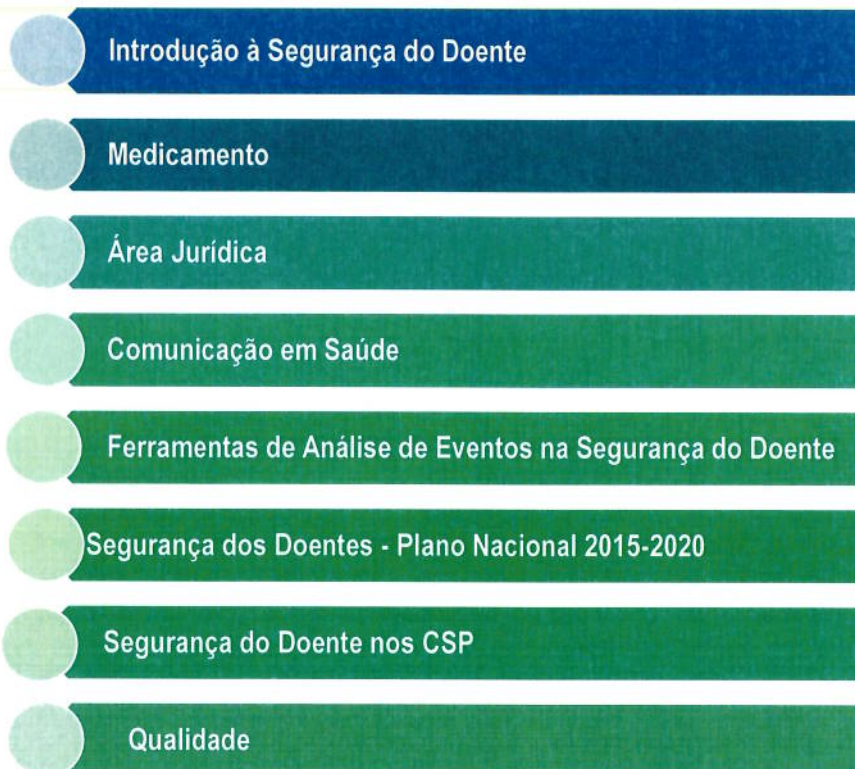 Introdução à Segurança do Doente
Medicamento
Área Jurídica
Comunicação em Saúde
Ferramentas de Análise de Eventos na Segurança do Doente
Segurança dos Doentes - Plano Nacional 2015-2020
Segurança do Doente nos CSP
Qualidade